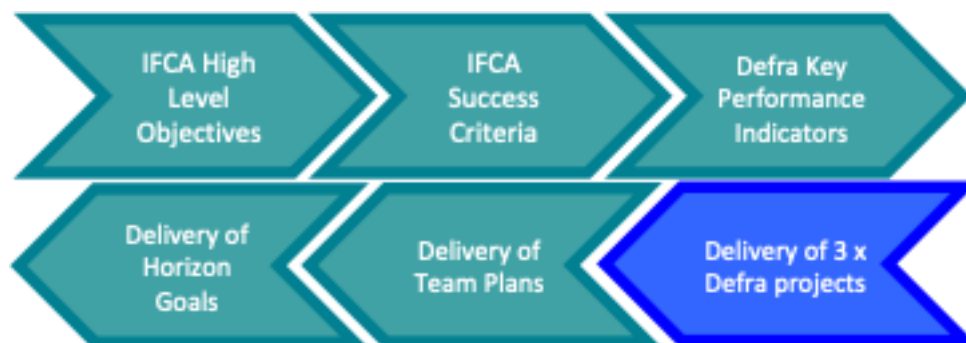 IFCA High
Level
Objectives
IFCA
Success
Criteria
Defra Key
Performance
Indicators
Delivery of
Horizon
Goals
Delivery of
Team Plans
Delivery of 3 x
Defra projects